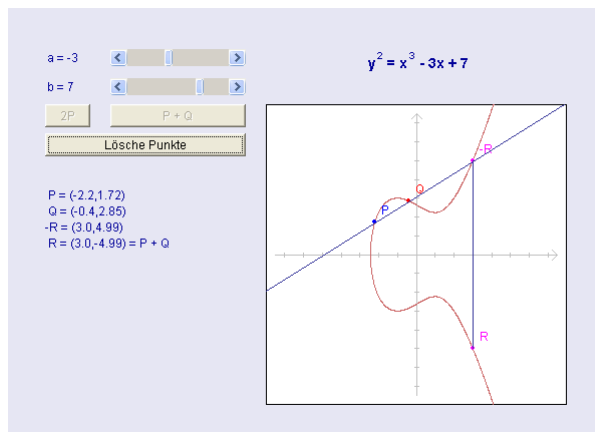 a = -3
b = 7
2P
P + Q
Lösche Punkte
P = (-2.2,1.72)
Q = (-0.4,2.85)
-R = (3.0,4.99)
R = (3.0,-4.99) = P + Q
y² = x³ - 3x + 7
-R
Q
P
R